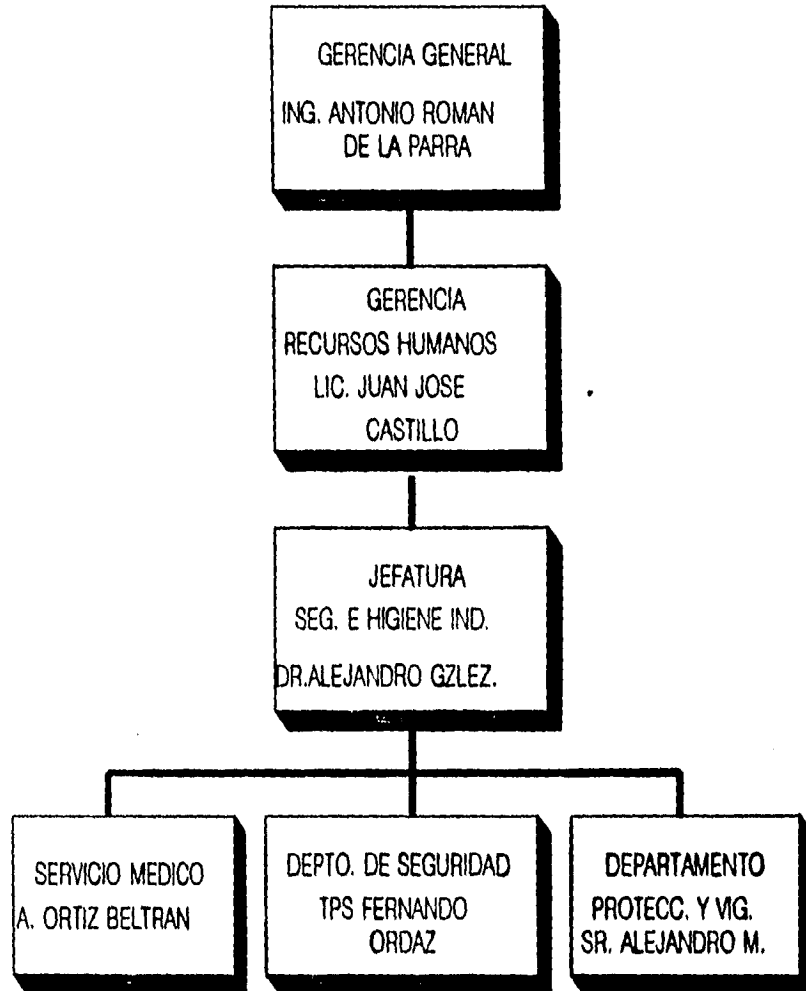 GERENCIA GENERAL
ING. ANTONIO ROMAN
DE LA PARRA
GERENCIA
RECURSOS HUMANOS
LIC. JUAN JOSE
CASTILLO
JEFATURA
SEG. E HIGIENE IND.
DR.ALEJANDRO GZLEZ.
SERVICIO MEDICO
A. ORTIZ BELTRAN
DEPTO. DE SEGURIDAD
TPS FERNANDO
ORDAZ
DEPARTAMENTO
PROTECC. Y VIG.
SR. ALEJANDRO M.